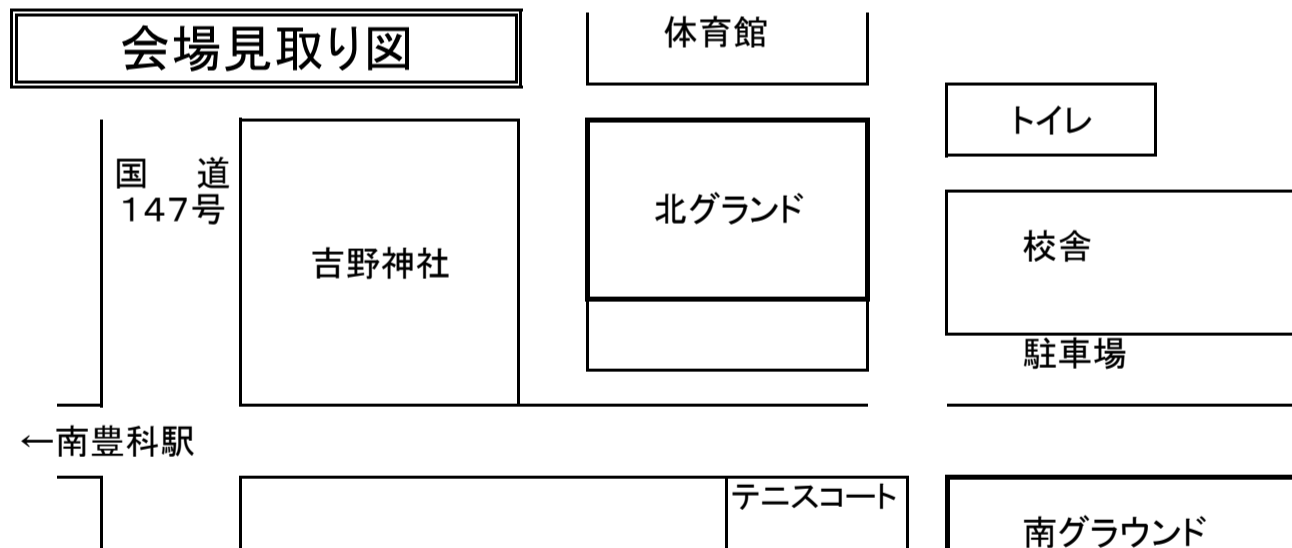 会場見取り図
体育館
トイレ
国 道
147号
北グランド
吉野神社
校舎
駐車場
←南豊科駅
テニスコート
南グラウンド